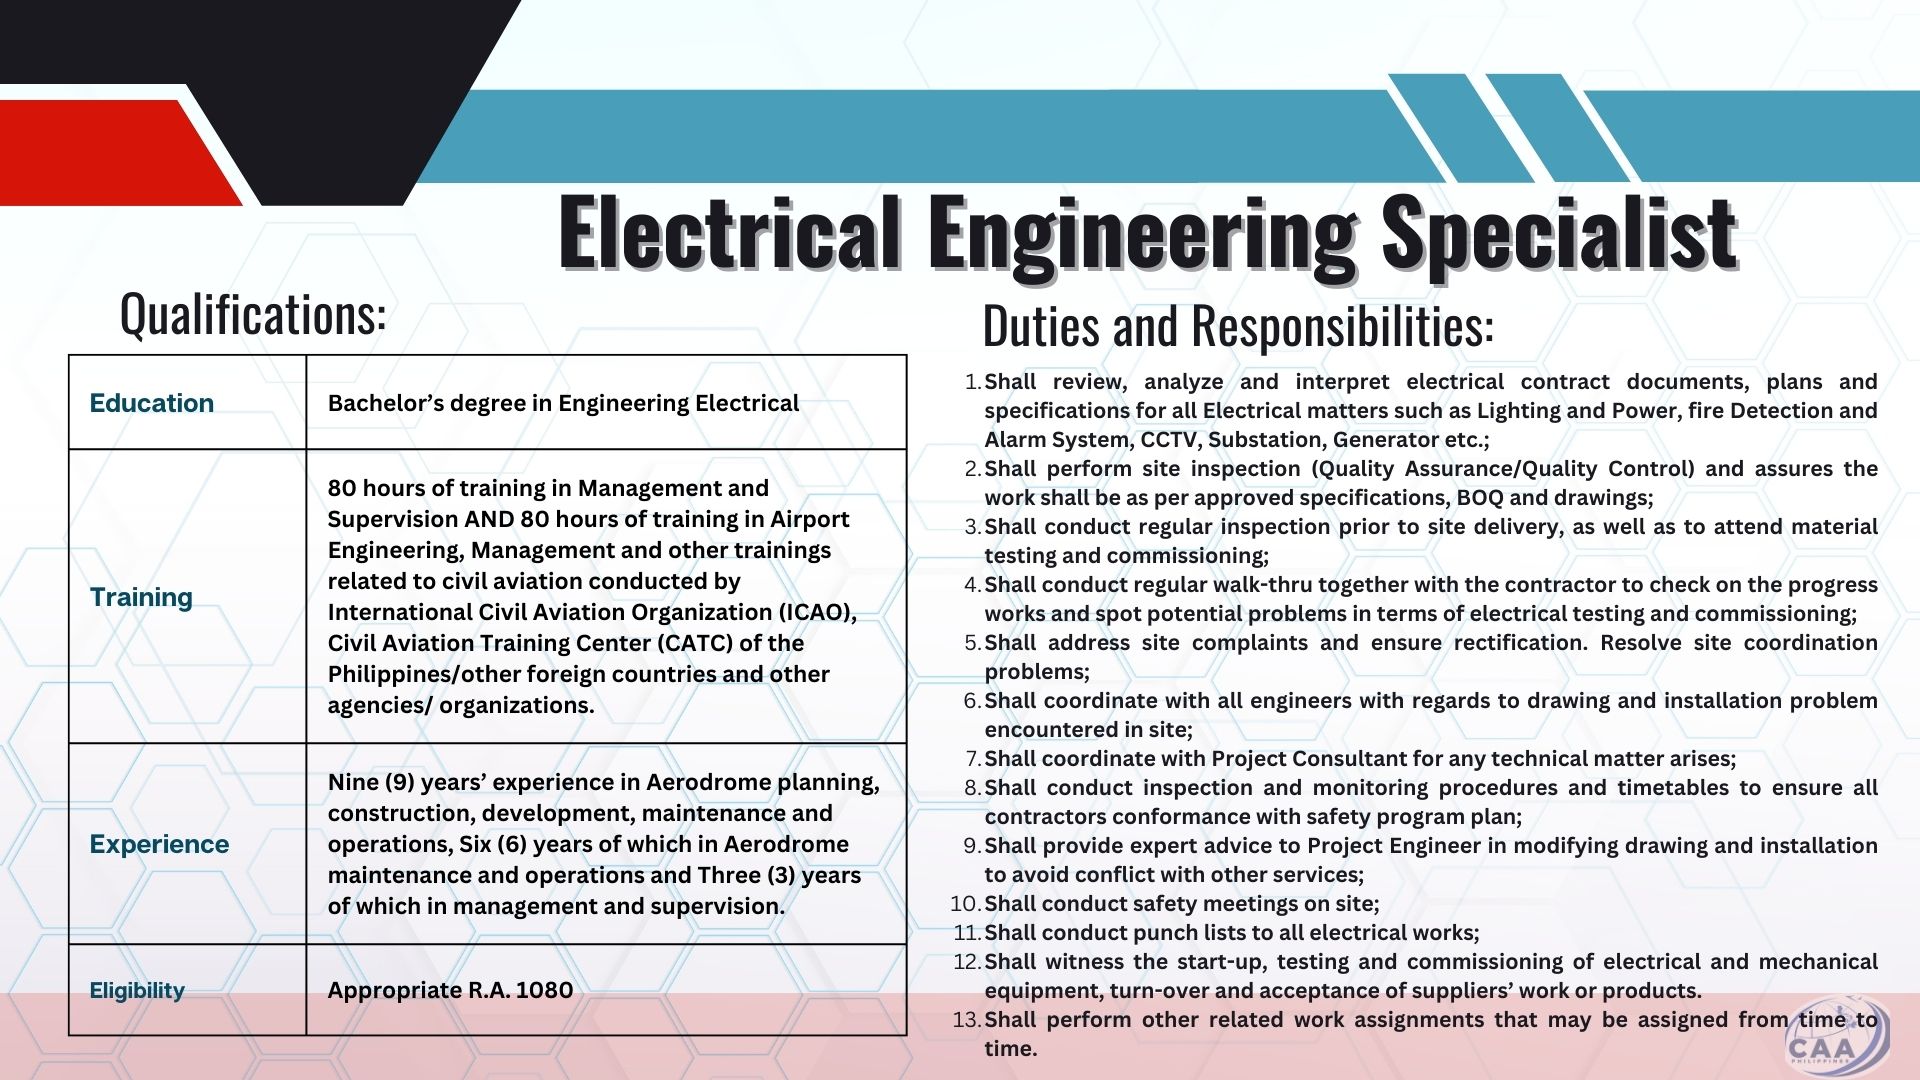 Electrical Engineering Specialist
Qualifications:
Education
Bachelor’s degree in Engineering Electrical
Training
80 hours of training in Management and
Supervision AND 80 hours of training in Airport
Engineering, Management and other trainings
related to civil aviation conducted by
International Civil Aviation Organization (ICAO),
Civil Aviation Training Center (CATC) of the
Philippines/other foreign countries and other
agencies/ organizations.
Experience
Nine (9) years’ experience in Aerodrome planning,
construction, development, maintenance and
operations, Six (6) years of which in Aerodrome
maintenance and operations and Three (3) years
of which in management and supervision.
Eligibility
Appropriate R.A. 1080
Duties and Responsibilities:
1. Shall review, analyze and interpret electrical contract documents, plans and
specifications for all Electrical matters such as Lighting and Power, fire Detection and
Alarm System, CCTV, Substation, Generator etc.;
2. Shall perform site inspection (Quality Assurance/Quality Control) and assures the
work shall be as per approved specifications, BOQ and drawings;
3. Shall conduct regular inspection prior to site delivery, as well as to attend material
testing and commissioning;
4. Shall conduct regular walk-thru together with the contractor to check on the progress
works and spot potential problems in terms of electrical testing and commissioning;
5. Shall address site complaints and ensure rectification. Resolve site coordination
problems;
6. Shall coordinate with all engineers with regards to drawing and installation problem
encountered in site;
7. Shall coordinate with Project Consultant for any technical matter arises;
8. Shall conduct inspection and monitoring procedures and timetables to ensure all
contractors conformance with safety program plan;
9. Shall provide expert advice to Project Engineer in modifying drawing and installation
to avoid conflict with other services;
10. Shall conduct safety meetings on site;
11. Shall conduct punch lists to all electrical works;
12. Shall witness the start-up, testing and commissioning of electrical and mechanical
equipment, turn-over and acceptance of suppliers’ work or products.
13. Shall perform other related work assignments that may be assigned from time to
time.
CAA
PHILIPPINES